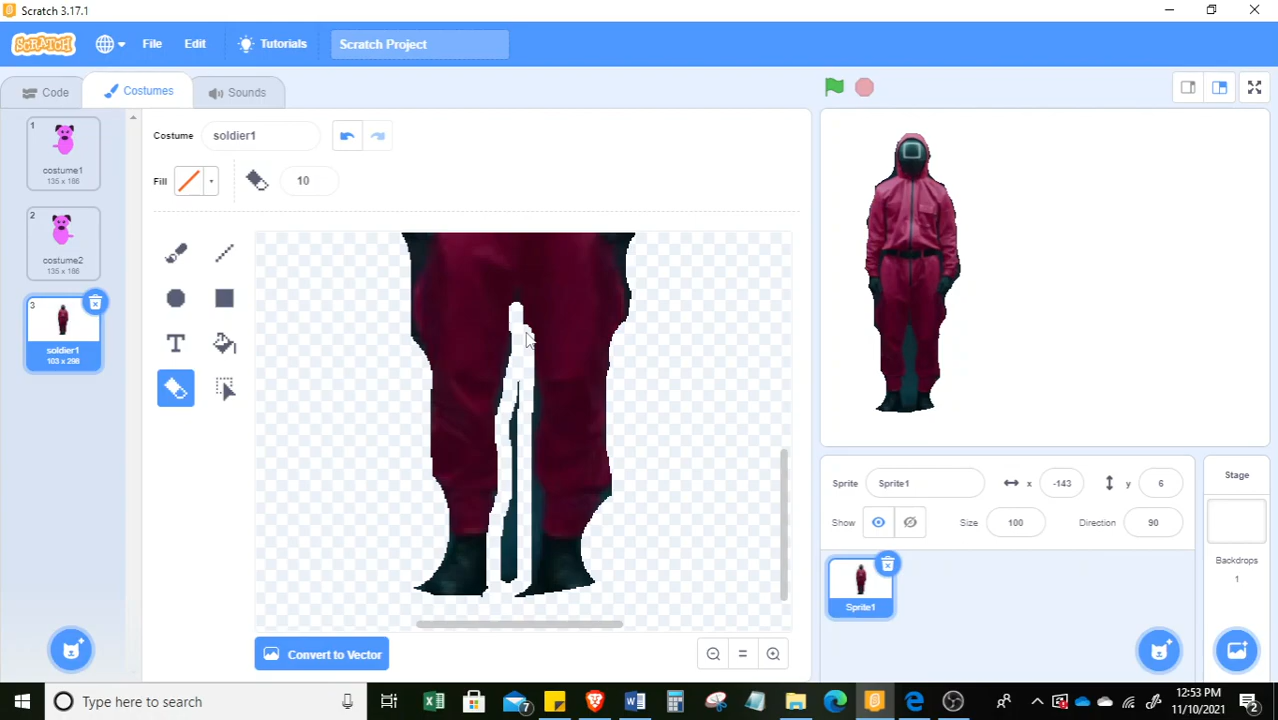 Scratch 3.17.1
SCRATCH
File
Edit
Tutorials
Scratch Project
Code
Costumes
Sounds
Costume
soldier1
Fill
10
1
costume1
135 x 186
2
costume2
135 x 186
3
soldier1
103 x 298
T
Convert to Vector
Sprite
Sprite1
x
-143
y
6
Show
Size
100
Direction
90
Stage
Backdrops
1
Sprite1
Type here to search
7
12:53 PM
11/10/2021
2